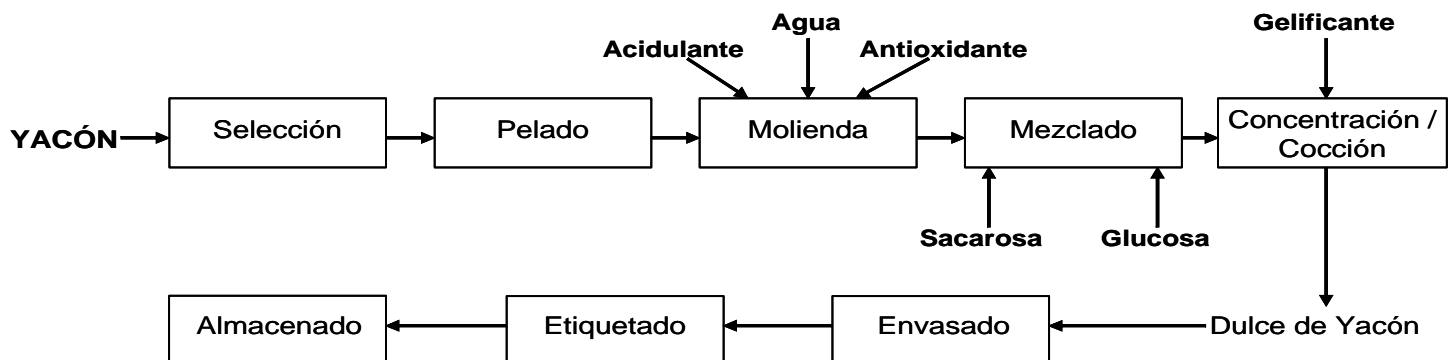 Agua
Gelificante
Acidulante
Antioxidante
YACÓN
Selección
Pelado
Molienda
Mezclado
Concentración /
Cocción
Sacarosa
Glucosa
Almacenado
Etiquetado
Envasado
Dulce de Yacón